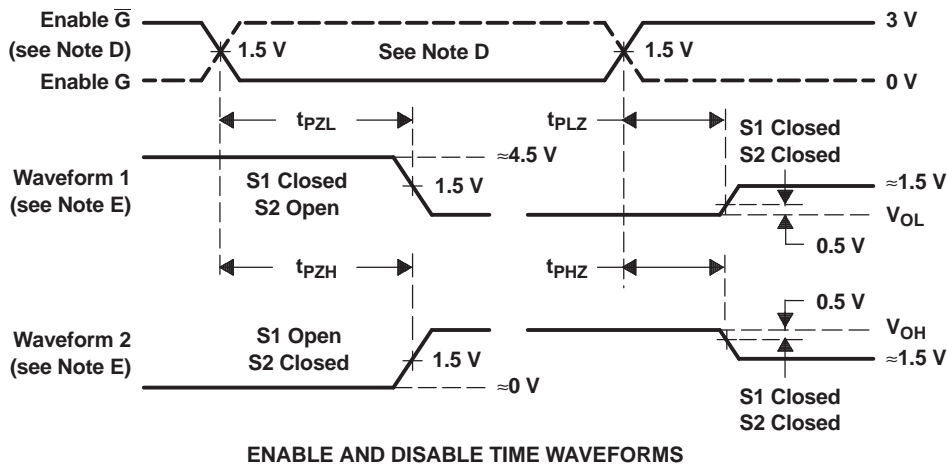 Enable G̅
(see Note D)
Enable G
1.5 V
See Note D
1.5 V
3 V
0 V
tPZL
tPLZ
S1 Closed
S2 Closed
Waveform 1
(see Note E)
S1 Closed
S2 Open
≈4.5 V
1.5 V
≈1.5 V
VOL
0.5 V
tPZH
tPHZ
0.5 V
Waveform 2
(see Note E)
S1 Open
S2 Closed
1.5 V
≈0 V
VOH
≈1.5 V
S1 Closed
S2 Closed
ENABLE AND DISABLE TIME WAVEFORMS